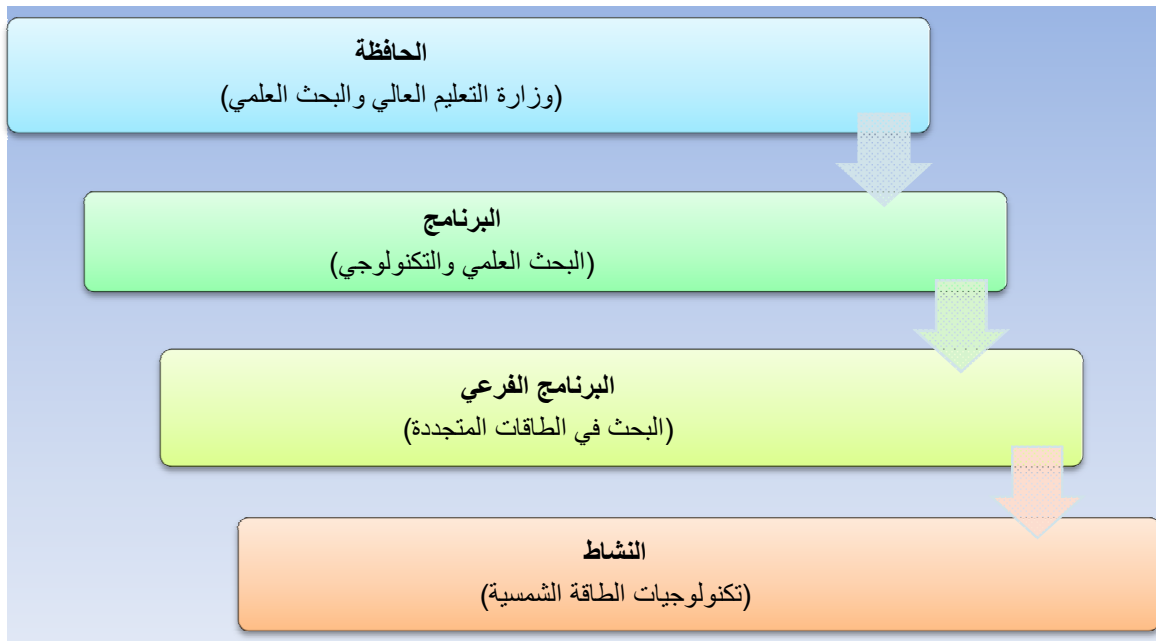 الحافظة
(وزارة التعليم العالي والبحث العلمي)
البرنامج
(البحث العلمي والتكنولوجي)
البرنامج الفرعي
(البحث في الطاقات المتجددة)
النشاط
(تكنولوجيات الطاقة الشمسية)